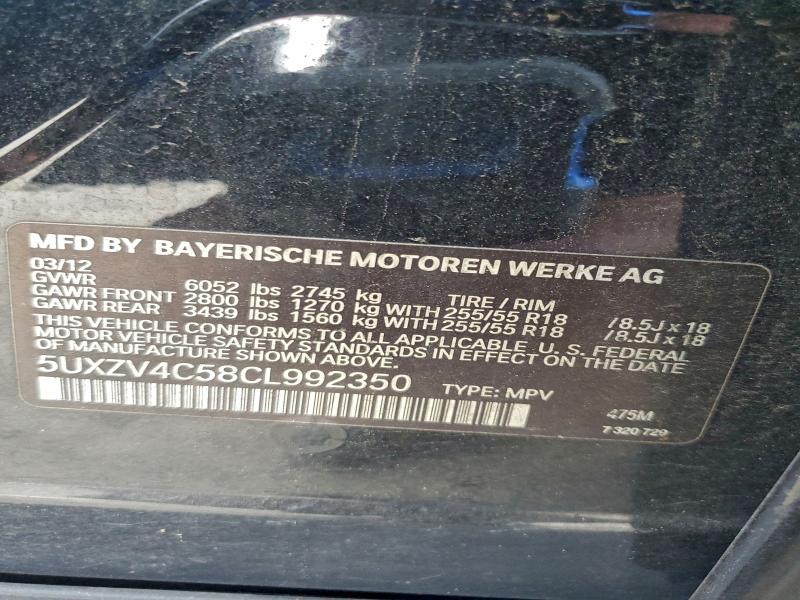 MFD BY BAYERISCHE MOTOREN WERKE AG
03/12
GVWR 6052 lbs 2745 kg TIRE / RIM
GAWR FRONT 2800 lbs 1270 kg WITH 255/55 R18 /8.5J x 18
GAWR REAR 3439 lbs 1560 kg WITH 255/55 R18 /8.5J x 18
THIS VEHICLE CONFORMS TO ALL APPLICABLE U.S. FEDERAL
MOTOR VEHICLE SAFETY STANDARDS IN EFFECT ON THE DATE
OF MANUFACTURE SHOWN ABOVE.
5UXZV4C58CL992350 TYPE: MPV
475M
7 320 729